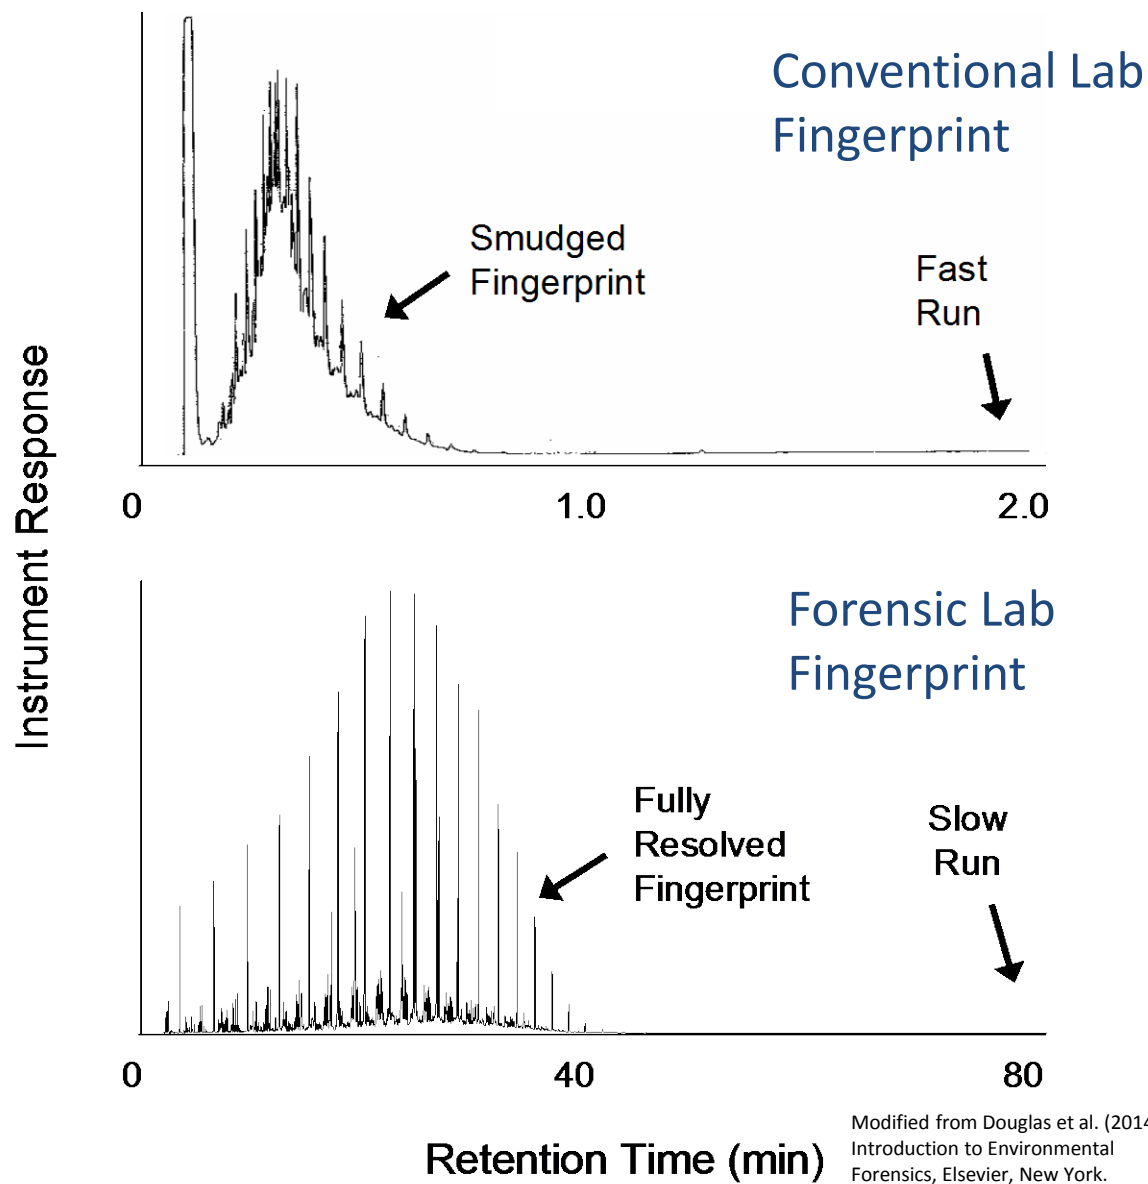 Conventional Lab
Fingerprint
Smudged
Fingerprint
Fast
Run
Instrument Response
0
1.0
2.0
Forensic Lab
Fingerprint
Fully
Resolved
Fingerprint
Slow
Run
0
40
80
Retention Time (min)
Modified from Douglas et al. (2014
Introduction to Environmental
Forensics, Elsevier, New York.